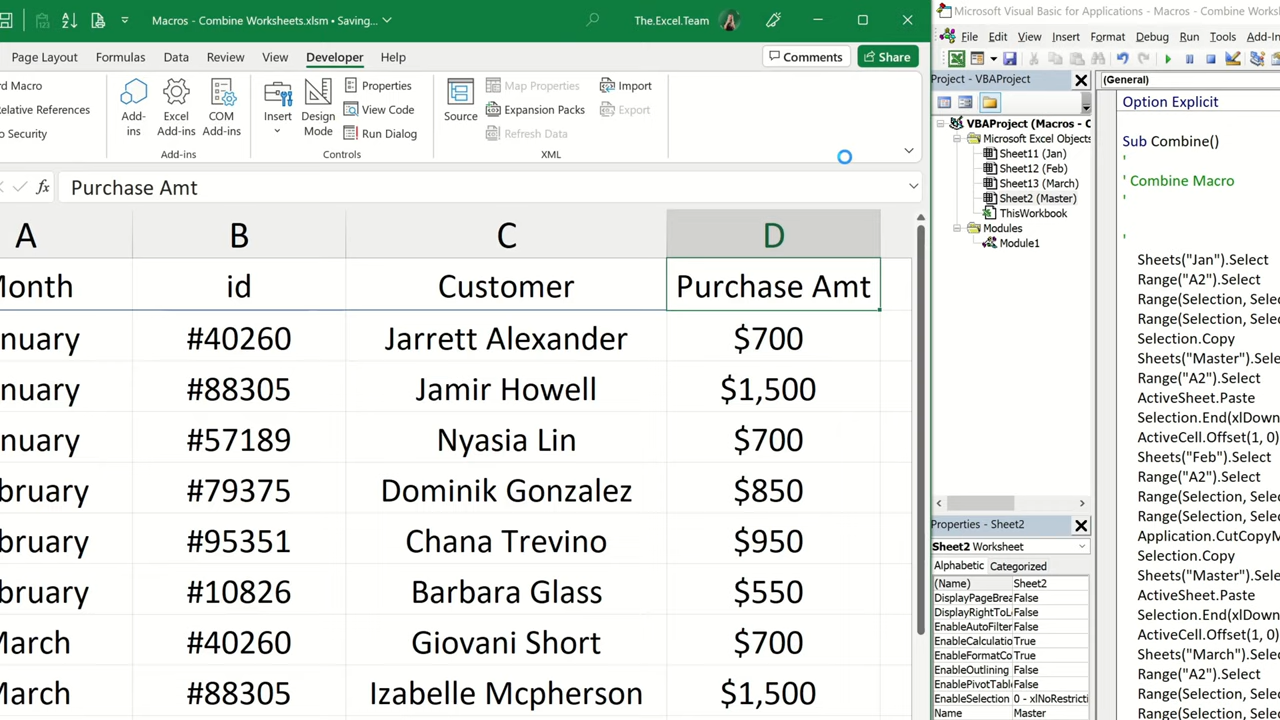 Macros - Combine Worksheets.xlsm • Saving...
The.Excel.Team
Page Layout
Formulas
Data
Review
View
Developer
Help
Comments
Share
rd Macro
elative References
o Security
Add-
ins
Excel
Add-ins
COM
Add-ins
Add-ins
Insert
Design
Mode
Properties
View Code
Run Dialog
Controls
Source
Map Properties
Expansion Packs
Refresh Data
Import
Export
XML
fx
Purchase Amt
A B C D
Month id Customer Purchase Amt
nuary #40260 Jarrett Alexander $700
nuary #88305 Jamir Howell $1,500
nuary #57189 Nyasia Lin $700
bruary #79375 Dominik Gonzalez $850
bruary #95351 Chana Trevino $950
bruary #10826 Barbara Glass $550
March #40260 Giovani Short $700
March #88305 Izabelle Mcpherson $1,500
Microsoft Visual Basic for Applications - Macros - Combine Workshe
File Edit View Insert Format Debug Run Tools Add-In
Project - VBAProject
VBAProject (Macros - C
Microsoft Excel Objects
Sheet11 (Jan)
Sheet12 (Feb)
Sheet13 (March)
Sheet2 (Master)
ThisWorkbook
Modules
Module1
Properties - Sheet2
Sheet2 Worksheet
Alphabetic Categorized
(Name) Sheet2
DisplayPageBrea False
DisplayRightToL False
EnableAutoFilter False
EnableCalculatio True
EnableFormatCo True
EnableOutlining False
EnablePivotTabl False
EnableSelection 0 - xlNoRestricti
Name Master
(General)
Option Explicit
Sub Combine()
'
' Combine Macro
'
'
Sheets("Jan").Select
Range("A2").Select
Range(Selection, Se
Range(Selection, Se
Selection.Copy
Sheets("Master").Se
Range("A2").Select
ActiveSheet.Paste
Selection.End(xlDown
ActiveCell.Offset(1, 0)
Sheets("Feb").Select
Range("A2").Select
Range(Selection, Se
Range(Selection, Se
Application.CutCopyM
Selection.Copy
Sheets("Master").Se
ActiveSheet.Paste
Selection.End(xlDown
ActiveCell.Offset(1, 0)
Sheets("March").Sele
Range("A2").Select
Range(Selection, Se
Range(Selection, Se